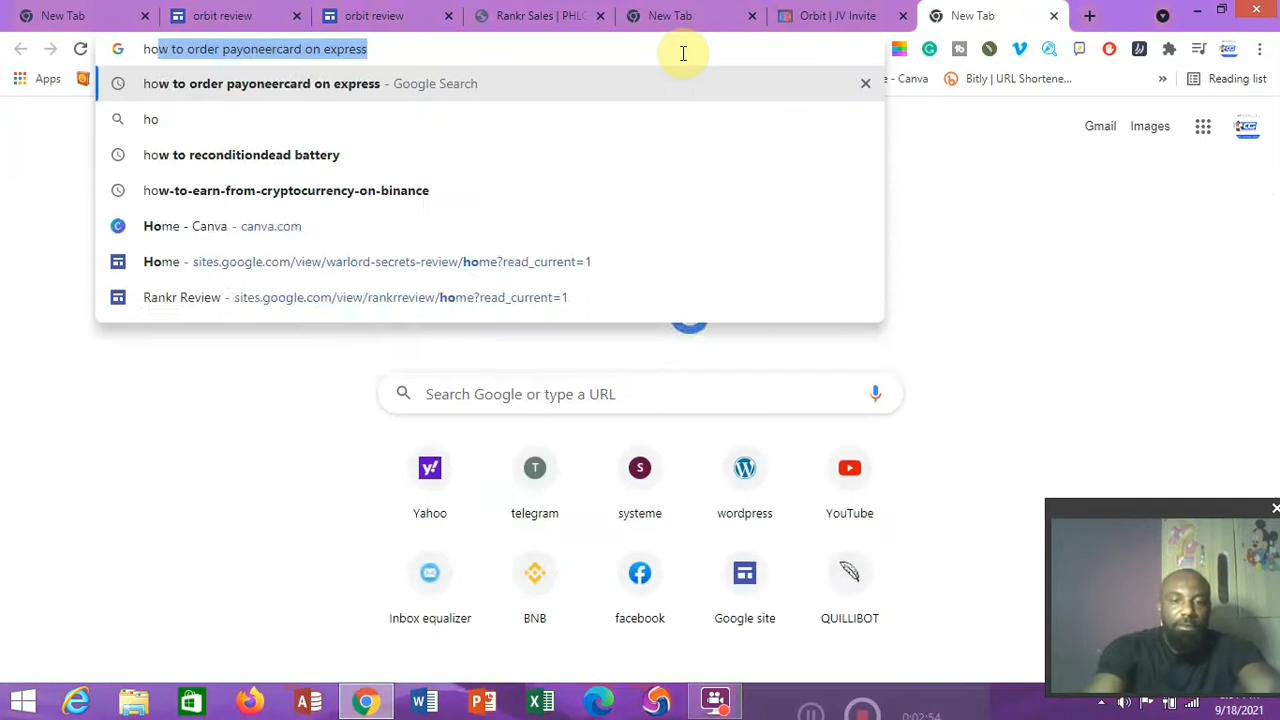 New Tab
orbit review
orbit review
Rankr Sales | PHLC
New Tab
Orbit | JV Invite
New Tab
how to order payoneercard on express
- Canva
Bitly | URL Shortene...
»
Reading list
Apps
how to order payoneercard on express - Google Search
ho
how to reconditiondead battery
how-to-earn-from-cryptocurrency-on-binance
Home - Canva - canva.com
Home - sites.google.com/view/warlord-secrets-review/home?read_current=1
Rankr Review - sites.google.com/view/rankrreview/home?read_current=1
Gmail
Images
Search Google or type a URL
Yahoo
telegram
systeme
wordpress
YouTube
Inbox equalizer
BNB
facebook
Google site
QUILLIBOT
9/18/2021
0:02:54